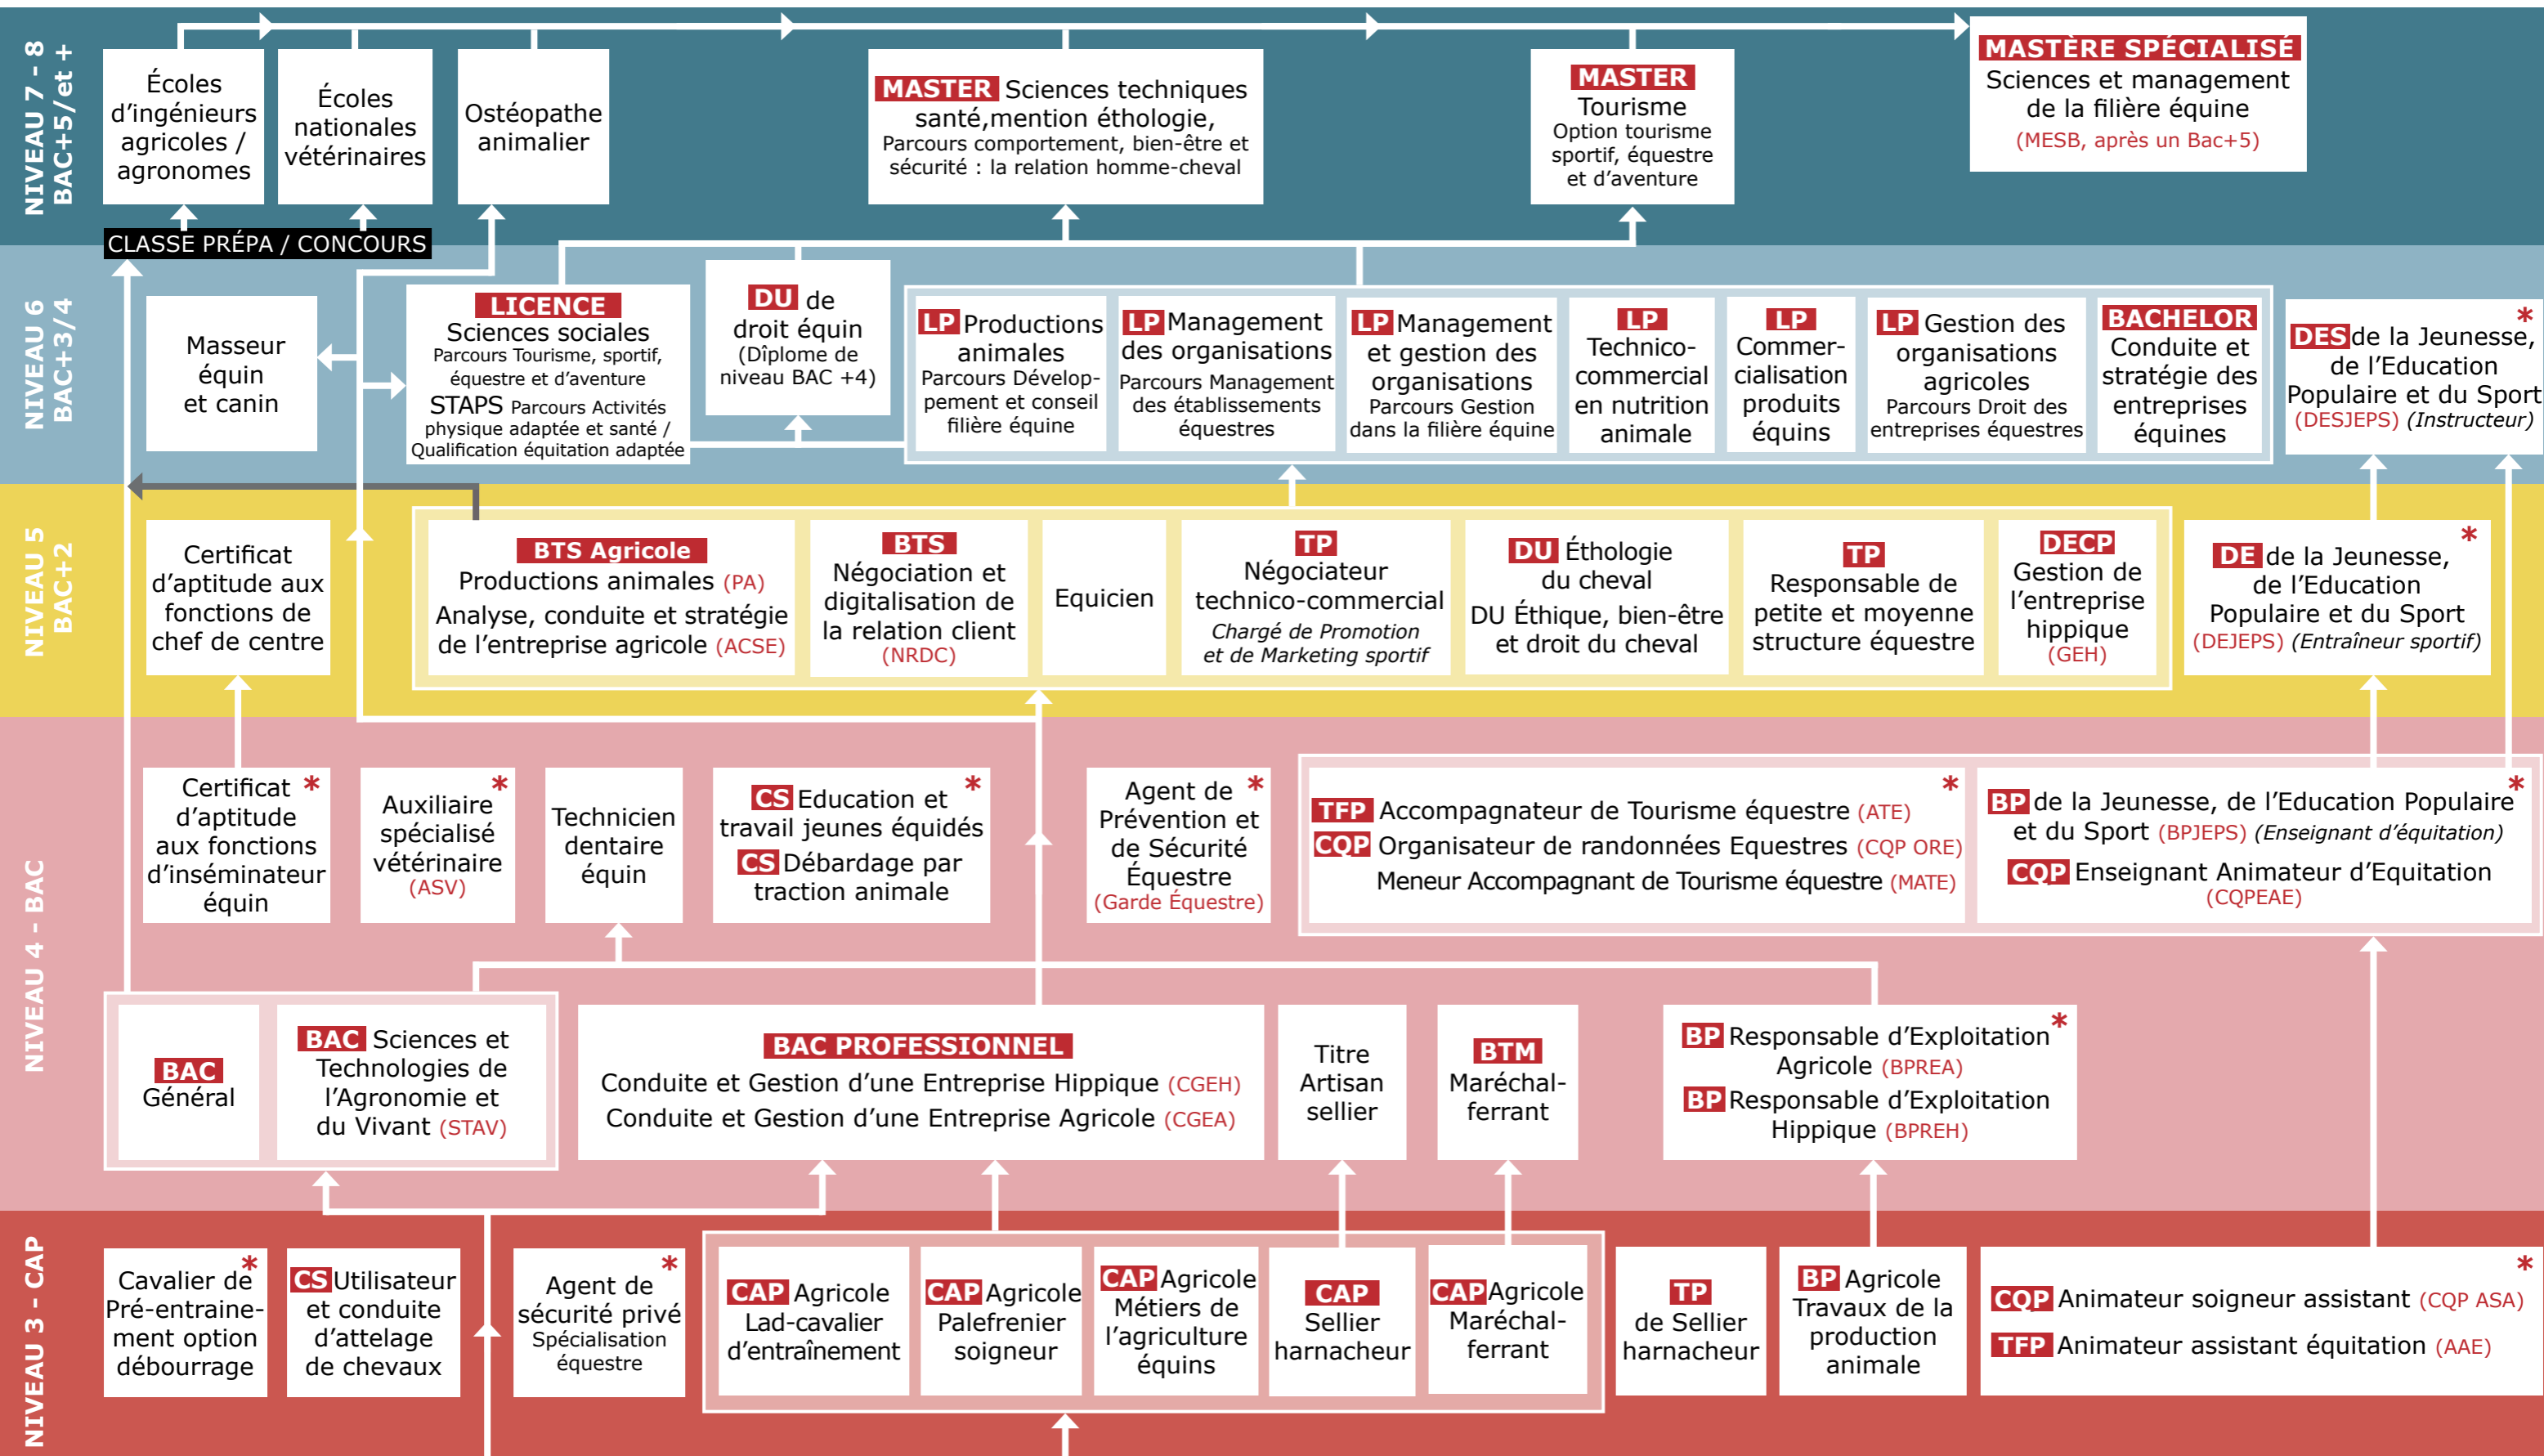 NIVEAU 7 - 8
BAC+5/et +
Écoles
d'ingénieurs
agricoles /
agronomes
Écoles
nationales
vétérinaires
Ostéopathe
animalier
MASTER Sciences techniques
santé,mention éthologie,
Parcours comportement, bien-être et
sécurité : la relation homme-cheval
MASTER
Tourisme
Option tourisme
sportif, équestre
et d'aventure
MASTÈRE SPÉCIALISÉ
Sciences et management
de la filière équine
(MESB, après un Bac+5)
CLASSE PRÉPA / CONCOURS
NIVEAU 6
BAC+3/4
Masseur
équin
et canin
LICENCE
Sciences sociales
Parcours Tourisme, sportif,
équestre et d'aventure
STAPS Parcours Activités
physique adaptée et santé /
Qualification équitation adaptée
DU de
droit équin
(Dîplome de
niveau BAC +4)
LP Productions
animales
Parcours Dévelop-
pement et conseil
filière équine
LP Management
des organisations
Parcours Management
des établissements
équestres
LP Management
et gestion des
organisations
Parcours Gestion
dans la filière équine
LP
Technico-
commercial
en nutrition
animale
LP
Commer-
cialisation
produits
équins
LP Gestion des
organisations
agricoles
Parcours Droit des
entreprises équestres
BACHELOR
Conduite et
stratégie des
entreprises
équines
*
DES de la Jeunesse,
de l'Education
Populaire et du Sport
(DESJEPS) (Instructeur)
NIVEAU 5
BAC+2
Certificat
d'aptitude aux
fonctions de
chef de centre
BTS Agricole
Productions animales (PA)
Analyse, conduite et stratégie
de l'entreprise agricole (ACSE)
BTS
Négociation et
digitalisation de
la relation client
(NRDC)
Equicien
TP
Négociateur
technico-commercial
Chargé de Promotion
et de Marketing sportif
DU Éthologie
du cheval
DU Éthique, bien-être
et droit du cheval
TP
Responsable de
petite et moyenne
structure équestre
DECP
Gestion de
l'entreprise
hippique
(GEH)
*
DE de la Jeunesse,
de l'Education
Populaire et du Sport
(DEJEPS) (Entraîneur sportif)
NIVEAU 4 - BAC
Certificat *
d'aptitude
aux fonctions
d'inséminateur
équin
*
Auxiliaire
spécialisé
vétérinaire
(ASV)
Technicien
dentaire
équin
*
CS Education et
travail jeunes équidés
CS Débardage par
traction animale
*
Agent de
Prévention et
de Sécurité
Équestre
(Garde Équestre)
*
TFP Accompagnateur de Tourisme équestre (ATE)
CQP Organisateur de randonnées Equestres (CQP ORE)
Meneur Accompagnant de Tourisme équestre (MATE)
*
BP de la Jeunesse, de l'Education Populaire
et du Sport (BPJEPS) (Enseignant d'équitation)
CQP Enseignant Animateur d'Equitation
(CQPEAE)
BAC
Général
BAC Sciences et
Technologies de
l'Agronomie et
du Vivant (STAV)
BAC PROFESSIONNEL
Conduite et Gestion d'une Entreprise Hippique (CGEH)
Conduite et Gestion d'une Entreprise Agricole (CGEA)
Titre
Artisan
sellier
BTM
Maréchal-
ferrant
*
BP Responsable d'Exploitation
Agricole (BPREA)
BP Responsable d'Exploitation
Hippique (BPREH)
NIVEAU 3 - CAP
*
Cavalier de
Pré-entraine-
ment option
débourrage
CS Utilisateur
et conduite
d'attelage
de chevaux
*
Agent de
sécurité privé
Spécialisation
équestre
CAP Agricole
Lad-cavalier
d'entraînement
CAP Agricole
Palefrenier
soigneur
CAP Agricole
Métiers de
l'agriculture
équins
CAP
Sellier
harnacheur
CAP Agricole
Maréchal-
ferrant
TP
de Sellier
harnacheur
BP Agricole
Travaux de la
production
animale
*
CQP Animateur soigneur assistant (CQP ASA)
TFP Animateur assistant équitation (AAE)